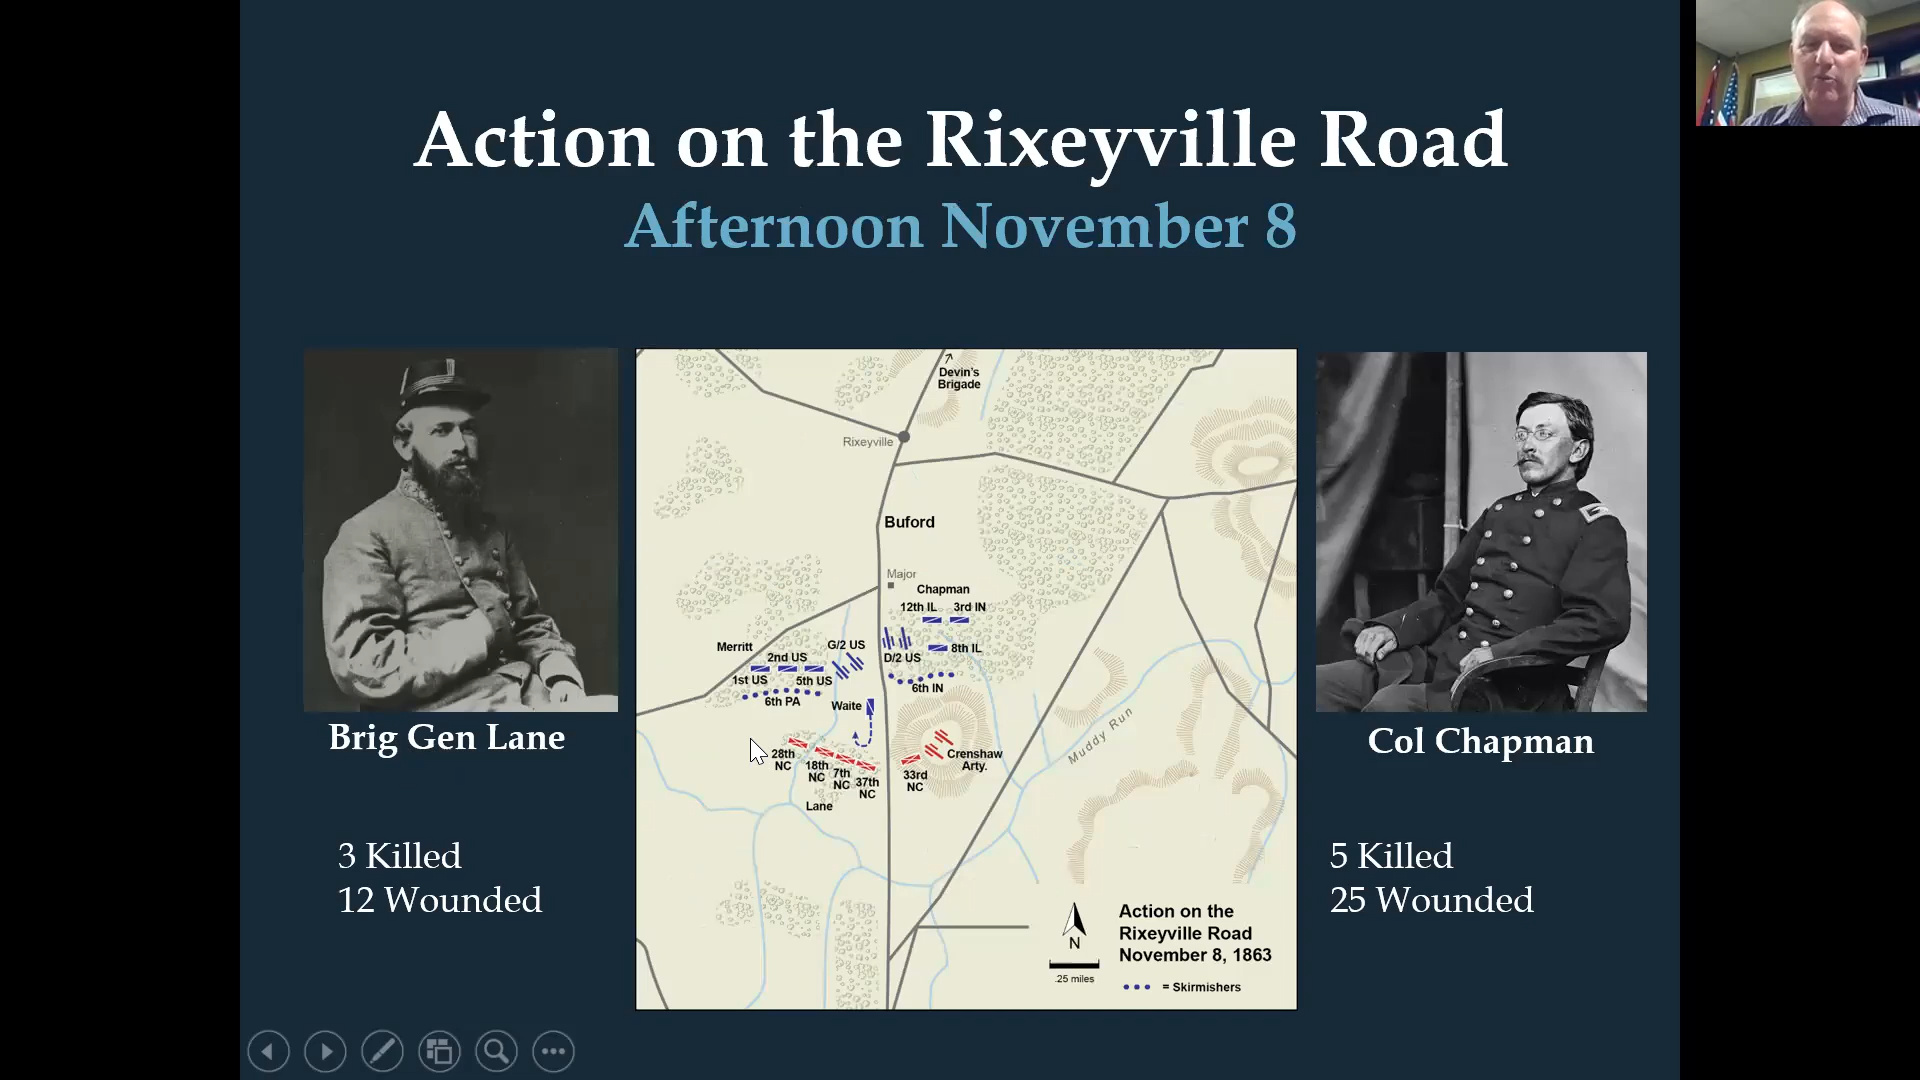 Action on the Rixeyville Road
Afternoon November 8
Devin's
Brigade
Rixeyville
Buford
Major
Chapman
12th IL
3rd IN
Merritt
2nd US
G/2 US
D/2 US
8th IL
1st US
5th US
6th PA
6th IN
Waite
28th
NC
18th
NC
7th
NC
37th
NC
Lane
33rd
NC
Crenshaw
Arty.
Muddy Run
N
.25 miles
Action on the
Rixeyville Road
November 8, 1863
= Skirmishers
Brig Gen Lane
3 Killed
12 Wounded
Col Chapman
5 Killed
25 Wounded